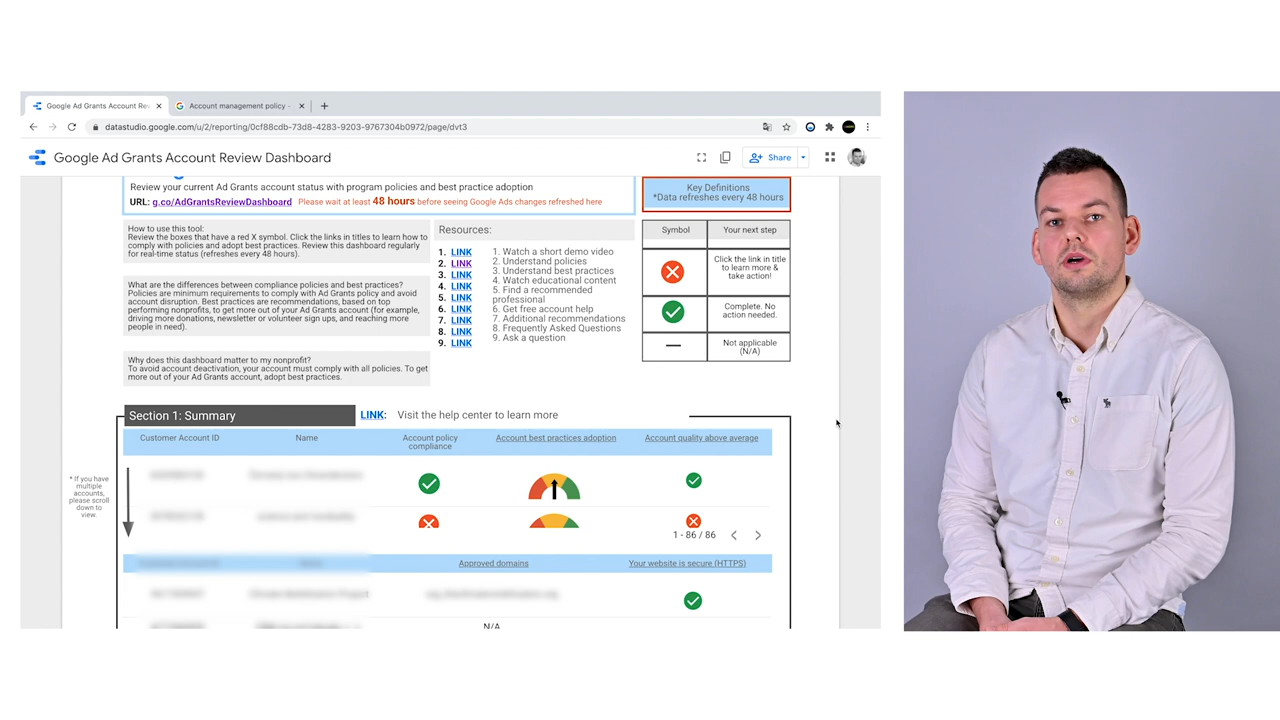 Google Ad Grants Account Rev
Account management policy -
datastudio.google.com/u/2/reporting/0cf88cdb-73d8-4283-9203-9767304b0972/page/dvt3
Google Ad Grants Account Review Dashboard
Share
Review your current Ad Grants account status with program policies and best practice adoption
URL: g.co/AdGrantsReviewDashboard Please wait at least 48 hours before seeing Google Ads changes refreshed here
Key Definitions
*Data refreshes every 48 hours
How to use this tool:
Review the boxes that have a red X symbol. Click the links in titles to learn how to
comply with policies and adopt best practices. Review this dashboard regularly
for real-time status (refreshes every 48 hours).
What are the differences between compliance policies and best practices?
Policies are minimum requirements to comply with Ad Grants policy and avoid
account disruption. Best practices are recommendations, based on top
performing nonprofits, to get more out of your Ad Grants account (for example,
driving more donations, newsletter or volunteer sign ups, and reaching more
people in need).
Why does this dashboard matter to my nonprofit?
To avoid account deactivation, your account must comply with all policies. To get
more out of your Ad Grants account, adopt best practices.
Resources:
1. LINK
2. LINK
3. LINK
4. LINK
5. LINK
6. LINK
7. LINK
8. LINK
9. LINK
1. Watch a short demo video
2. Understand policies
3. Understand best practices
4. Watch educational content
5. Find a recommended
professional
6. Get free account help
7. Additional recommendations
8. Frequently Asked Questions
9. Ask a question
Symbol
Your next step
Click the link in title
to learn more &
take action!
Complete. No
action needed.
Not applicable
(N/A)
Section 1: Summary
LINK: Visit the help center to learn more
Customer Account ID
Name
Account policy
compliance
Account best practices adoption
Account quality above average
* If you have
multiple
accounts,
please scroll
down to
view.
1 - 86 / 86
Approved domains
Your website is secure (HTTPS)
N/A